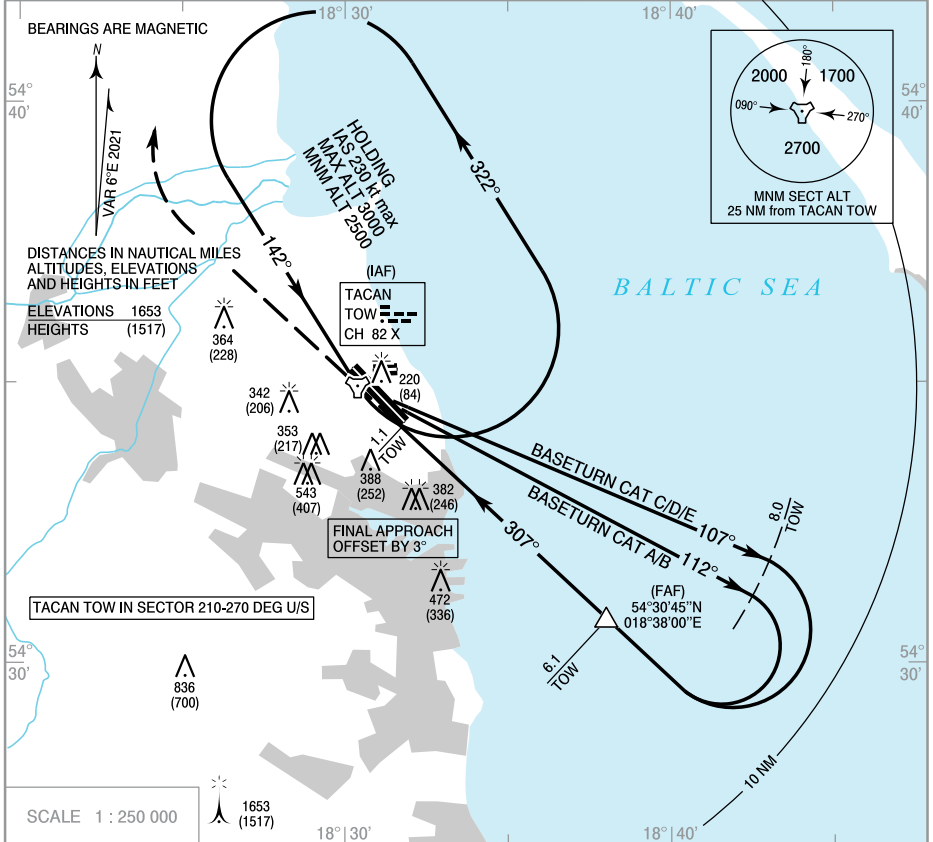 18°30'
18°40'
BEARINGS ARE MAGNETIC
N
VAR 6°E 2021
54°
40'
54°
40'
2000
180°
1700
090°
270°
2700
MNM SECT ALT
25 NM from TACAN TOW
HOLDING
IAS 230 kt max
MAX ALT 3000
MNM ALT 2500
322°
142°
DISTANCES IN NAUTICAL MILES
ALTITUDES, ELEVATIONS
AND HEIGHTS IN FEET
ELEVATIONS 1653
HEIGHTS (1517)
(IAF)
TACAN
TOW
CH 82 X
BALTIC SEA
364
(228)
220
(84)
342
(206)
353
(217)
543
(407)
1.1
TOW
388
(252)
382
(246)
FINAL APPROACH
OFFSET BY 3°
BASETURN CAT C/D/E 107°
BASETURN CAT A/B 112°
8.0
TOW
307°
472
(336)
(FAF)
54°30'45"N
018°38'00"E
6.1
TOW
TACAN TOW IN SECTOR 210-270 DEG U/S
54°
30'
54°
30'
836
(700)
10 NM
1653
(1517)
SCALE 1 : 250 000
18°30'
18°40'